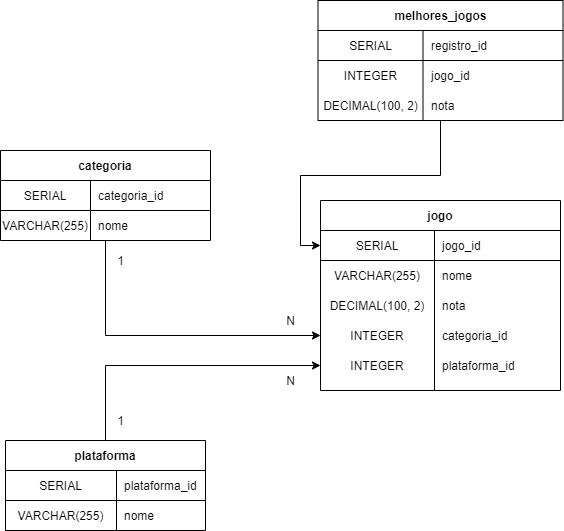 melhores_jogos
SERIAL registro_id
INTEGER jogo_id
DECIMAL(100, 2) nota
categoria
SERIAL categoria_id
VARCHAR(255) nome
1
N
jogo
SERIAL jogo_id
VARCHAR(255) nome
DECIMAL(100, 2) nota
INTEGER categoria_id
INTEGER plataforma_id
N
1
plataforma
SERIAL plataforma_id
VARCHAR(255) nome